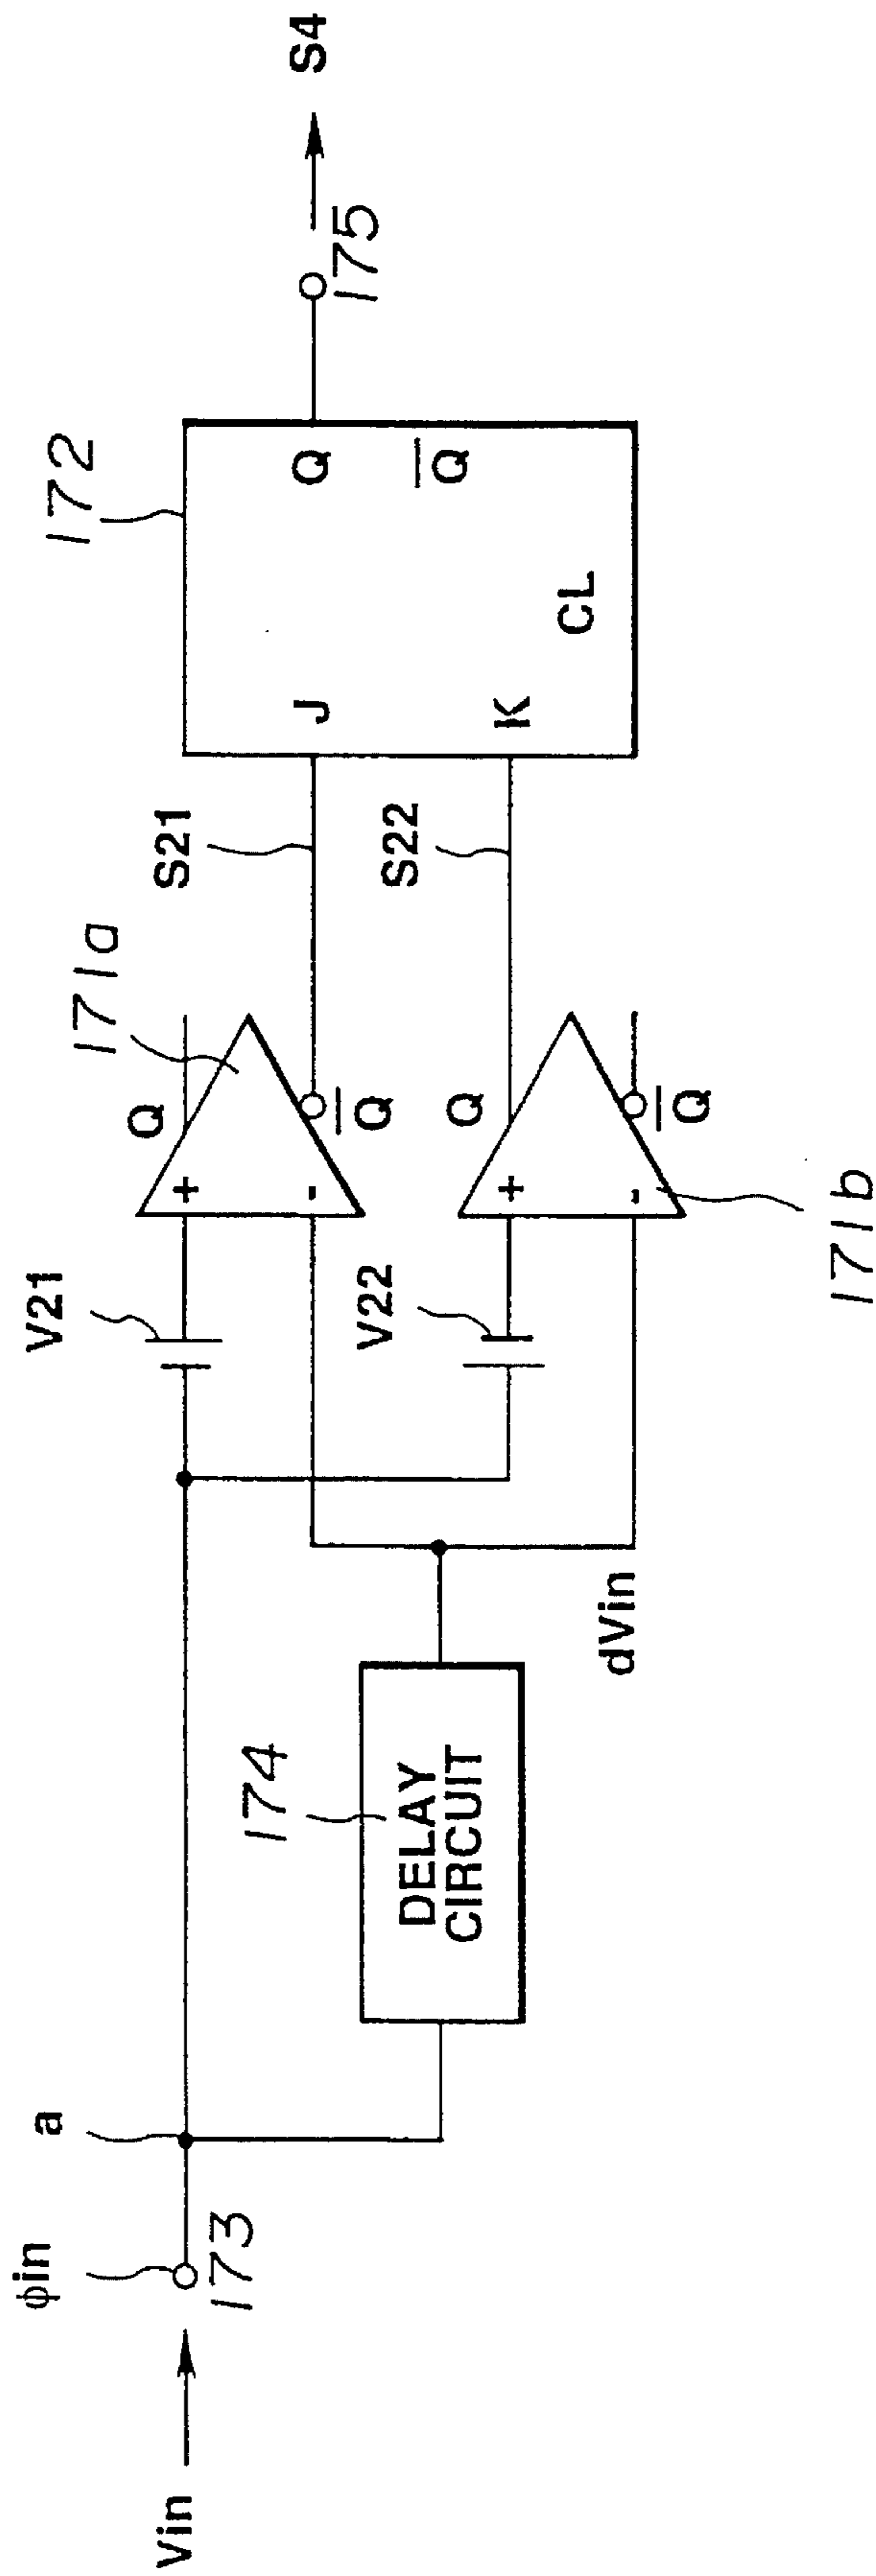 Vin
ϕin
173
a
174
DELAY
CIRCUIT
dVin
V21
V22
+
-
Q
Q
171a
+
-
Q
Q
171b
S21
S22
172
J
K
CL
Q
Q
175
S4